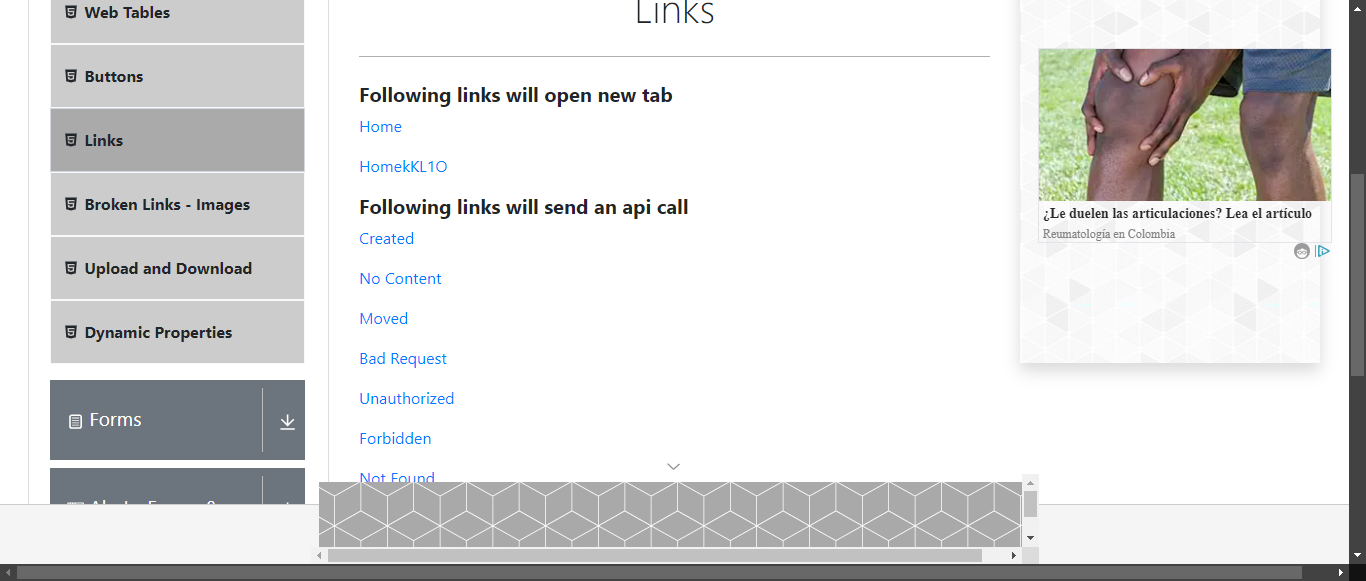 Web Tables
Buttons
Links
Broken Links - Images
Upload and Download
Dynamic Properties
Forms
Links
Following links will open new tab
Home
HomekKL1O
Following links will send an api call
Created
No Content
Moved
Bad Request
Unauthorized
Forbidden
Not Found
¿Le duelen las articulaciones? Lea el artículo
Reumatología en Colombia